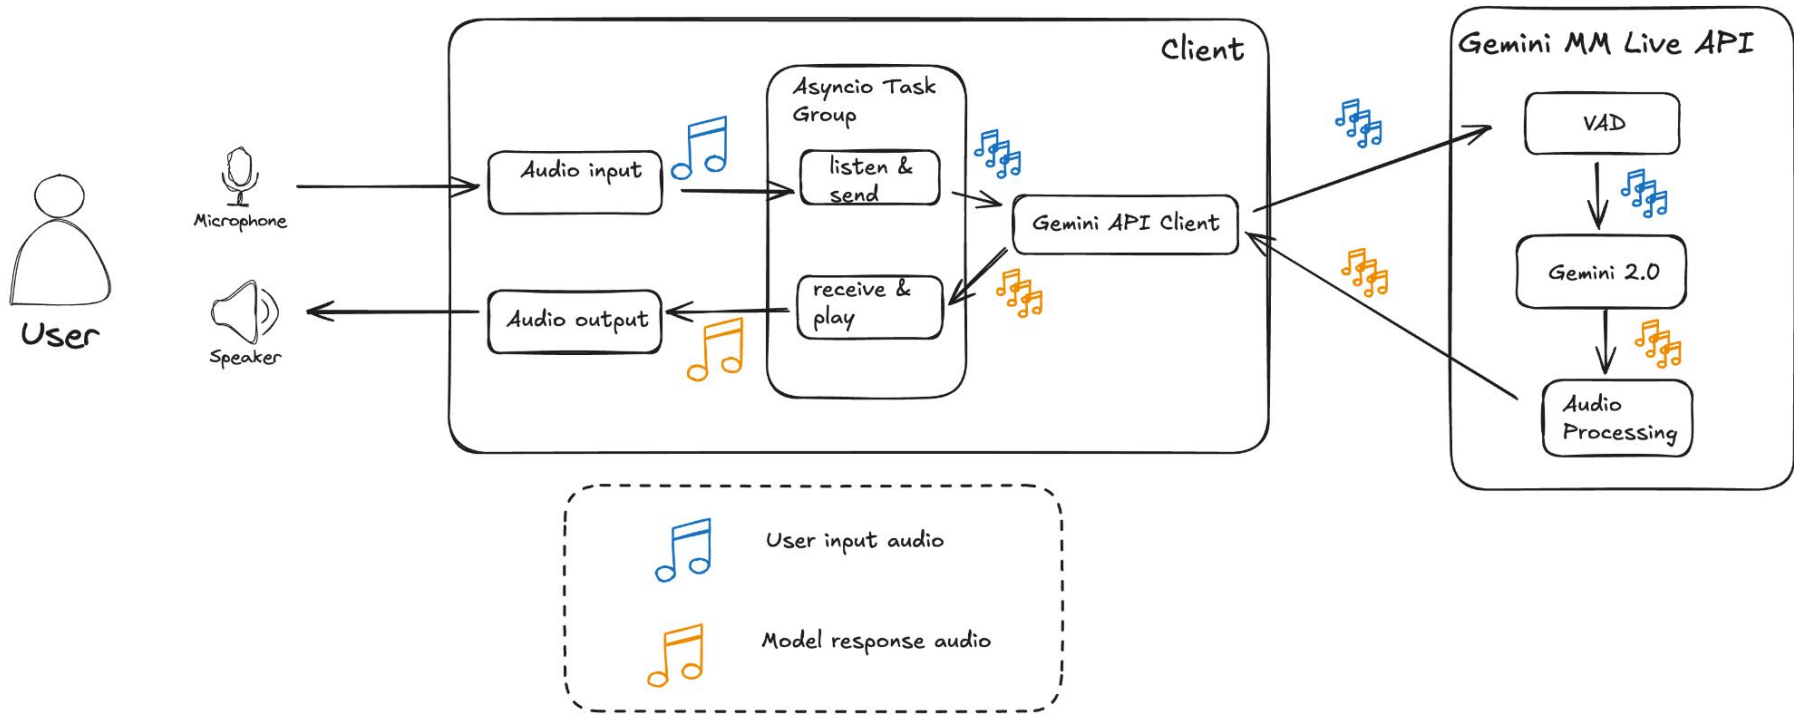 Client
Gemini MM Live API
Asyncio Task
Group
VAD
Audio input
listen &
send
Microphone
Gemini API Client
Gemini 2.0
receive &
play
Audio output
User
Speaker
Audio
Processing
User input audio
Model response audio